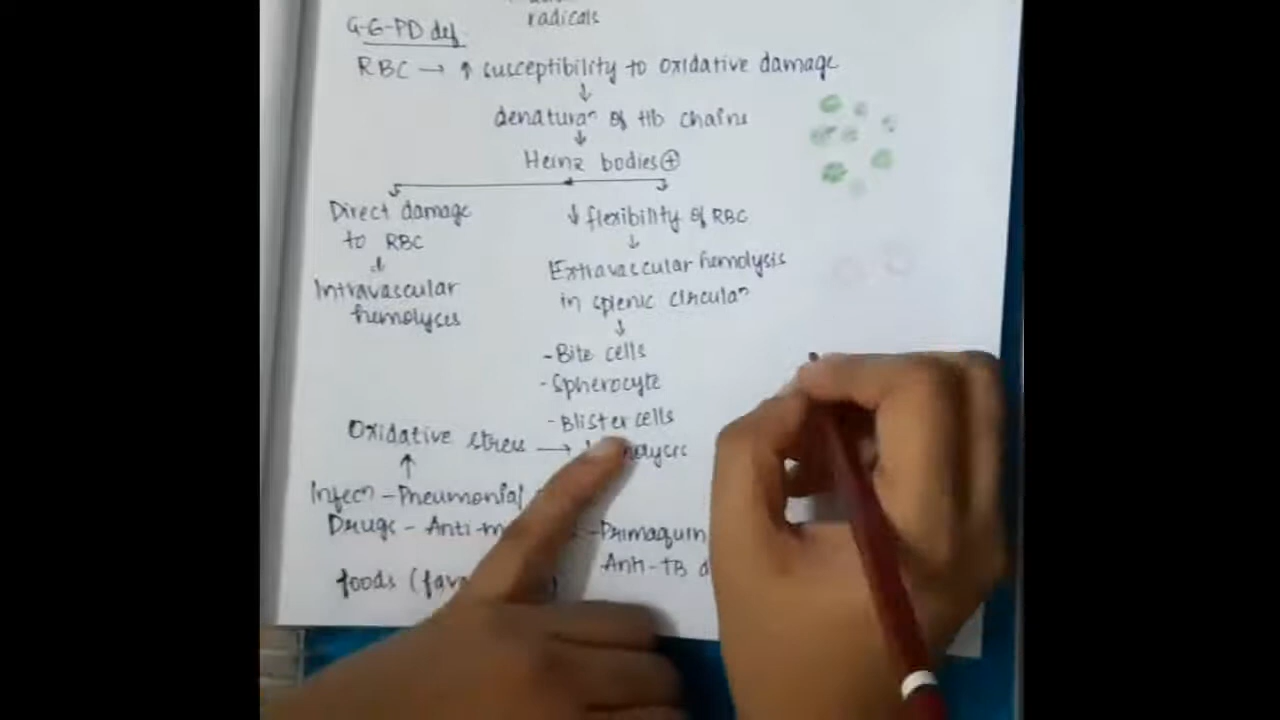 radicals
G-6-PD def.
RBC → ↑ susceptibility to oxidative damage
↓
denaturaⁿ of Hb chains
↓
Heinz bodies ⊕
Direct damage
to RBC
↓
Intravascular
hemolyses
↓ flexibility of RBC
↓
Extravascular hemolysis
in splenic circulaⁿ
↓
- Bite cells
- Spherocyte
- Blister cells
Oxidative stress →
↑
Infecⁿ - Pneumonia
Drugs - Anti-m
- Primaquin
Anti-TB d
foods (fava